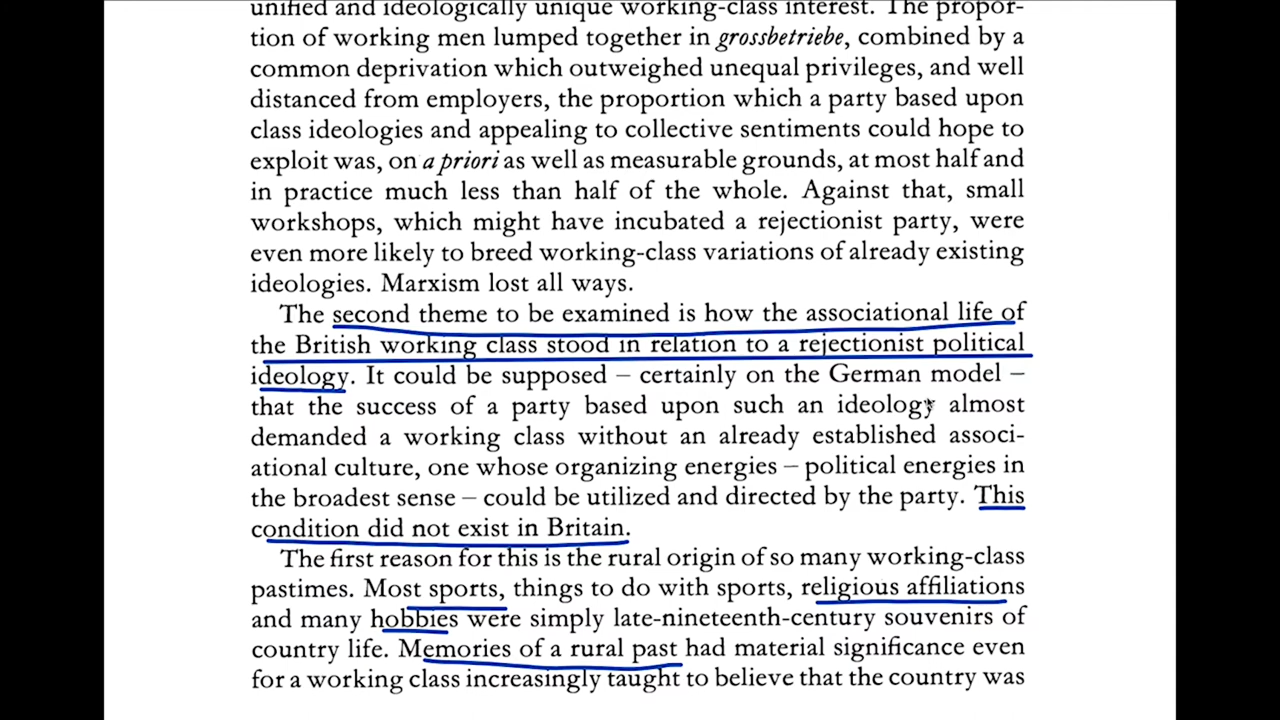 unified and ideologically unique working-class interest. The propor-
tion of working men lumped together in grossbetriebe, combined by a
common deprivation which outweighed unequal privileges, and well
distanced from employers, the proportion which a party based upon
class ideologies and appealing to collective sentiments could hope to
exploit was, on a priori as well as measurable grounds, at most half and
in practice much less than half of the whole. Against that, small
workshops, which might have incubated a rejectionist party, were
even more likely to breed working-class variations of already existing
ideologies. Marxism lost all ways.
The second theme to be examined is how the associational life of
the British working class stood in relation to a rejectionist political
ideology. It could be supposed – certainly on the German model –
that the success of a party based upon such an ideology almost
demanded a working class without an already established associ-
ational culture, one whose organizing energies – political energies in
the broadest sense – could be utilized and directed by the party. This
condition did not exist in Britain.
The first reason for this is the rural origin of so many working-class
pastimes. Most sports, things to do with sports, religious affiliations
and many hobbies were simply late-nineteenth-century souvenirs of
country life. Memories of a rural past had material significance even
for a working class increasingly taught to believe that the country was